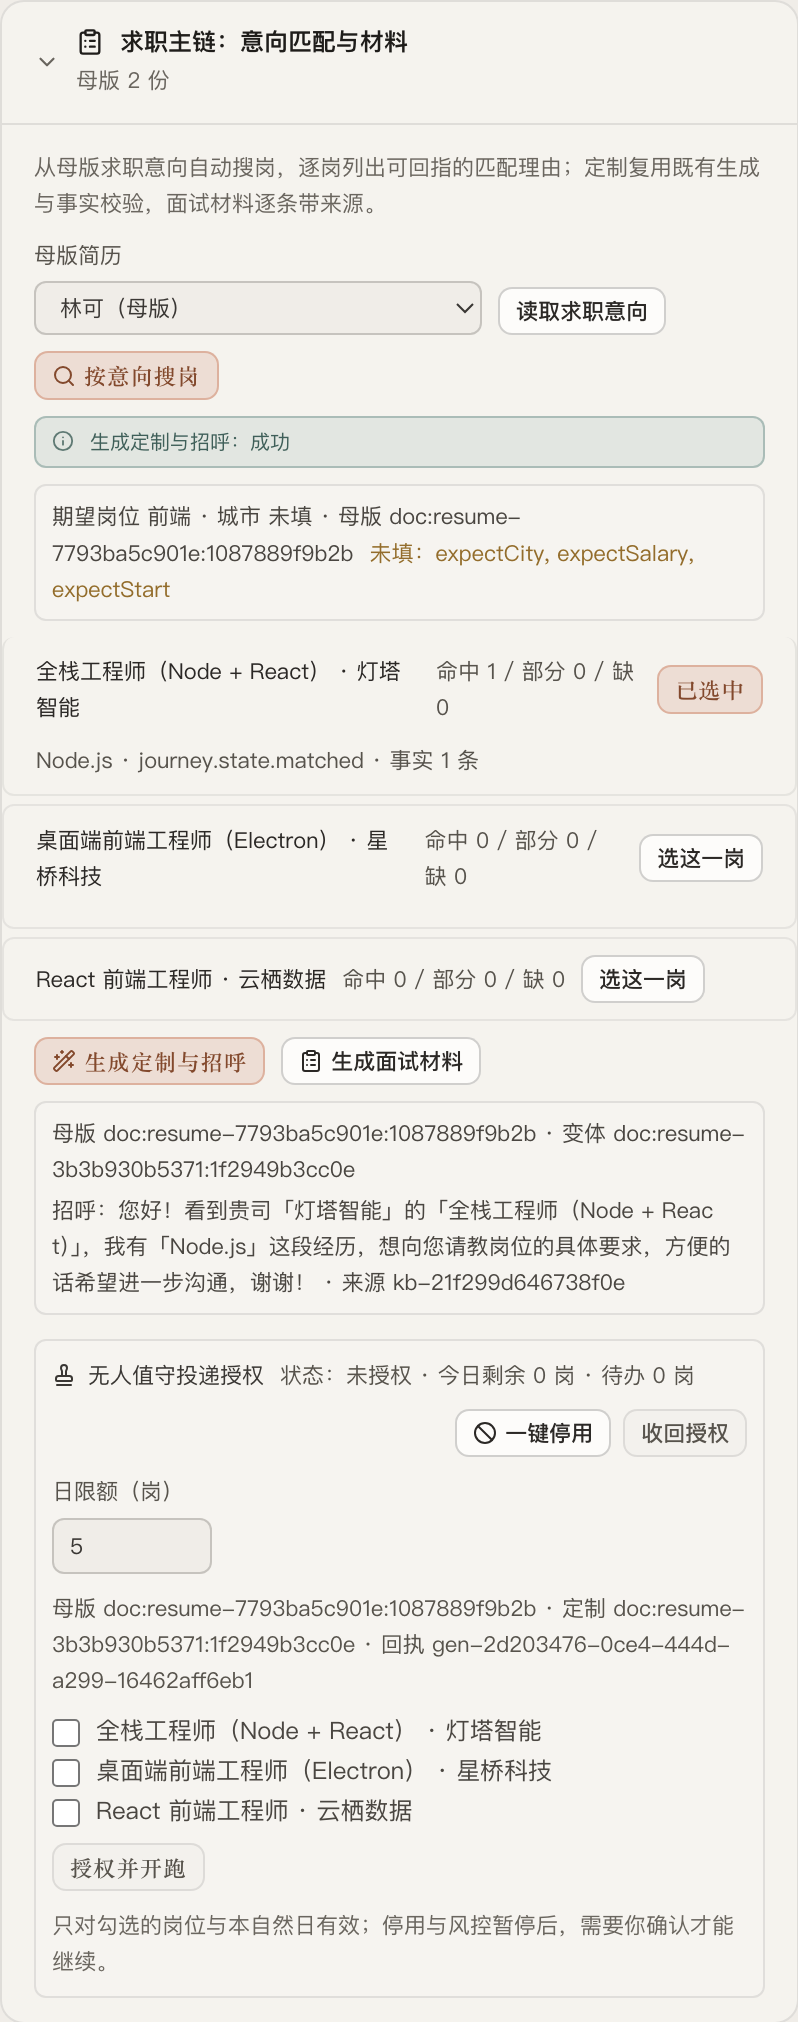 求职主链：意向匹配与材料
母版 2 份
从母版求职意向自动搜岗，逐岗列出可回指的匹配理由；定制复用既有生成
与事实校验，面试材料逐条带来源。
母版简历
林可（母版）
读取求职意向
按意向搜岗
生成定制与招呼：成功
期望岗位 前端 · 城市 未填 · 母版 doc:resume-
7793ba5c901e:1087889f9b2b 未填：expectCity, expectSalary,
expectStart
全栈工程师（Node + React） · 灯塔
智能
命中 1 / 部分 0 / 缺
0
已选中
Node.js · journey.state.matched · 事实 1 条
桌面端前端工程师（Electron） · 星
桥科技
命中 0 / 部分 0 /
缺 0
选这一岗
React 前端工程师 · 云栖数据 命中 0 / 部分 0 / 缺 0 选这一岗
生成定制与招呼 生成面试材料
母版 doc:resume-7793ba5c901e:1087889f9b2b · 变体 doc:resume-
3b3b930b5371:1f2949b3cc0e
招呼：您好！看到贵司「灯塔智能」的「全栈工程师（Node + Reac
t）」，我有「Node.js」这段经历，想向您请教岗位的具体要求，方便的
话希望进一步沟通，谢谢！ · 来源 kb-21f299d646738f0e
无人值守投递授权 状态：未授权 · 今日剩余 0 岗 · 待办 0 岗
一键停用 收回授权
日限额（岗）
5
母版 doc:resume-7793ba5c901e:1087889f9b2b · 定制 doc:resume-
3b3b930b5371:1f2949b3cc0e · 回执 gen-2d203476-0ce4-444d-
a299-16462aff6eb1
全栈工程师（Node + React） · 灯塔智能
桌面端前端工程师（Electron） · 星桥科技
React 前端工程师 · 云栖数据
授权并开跑
只对勾选的岗位与本自然日有效；停用与风控暂停后，需要你确认才能
继续。